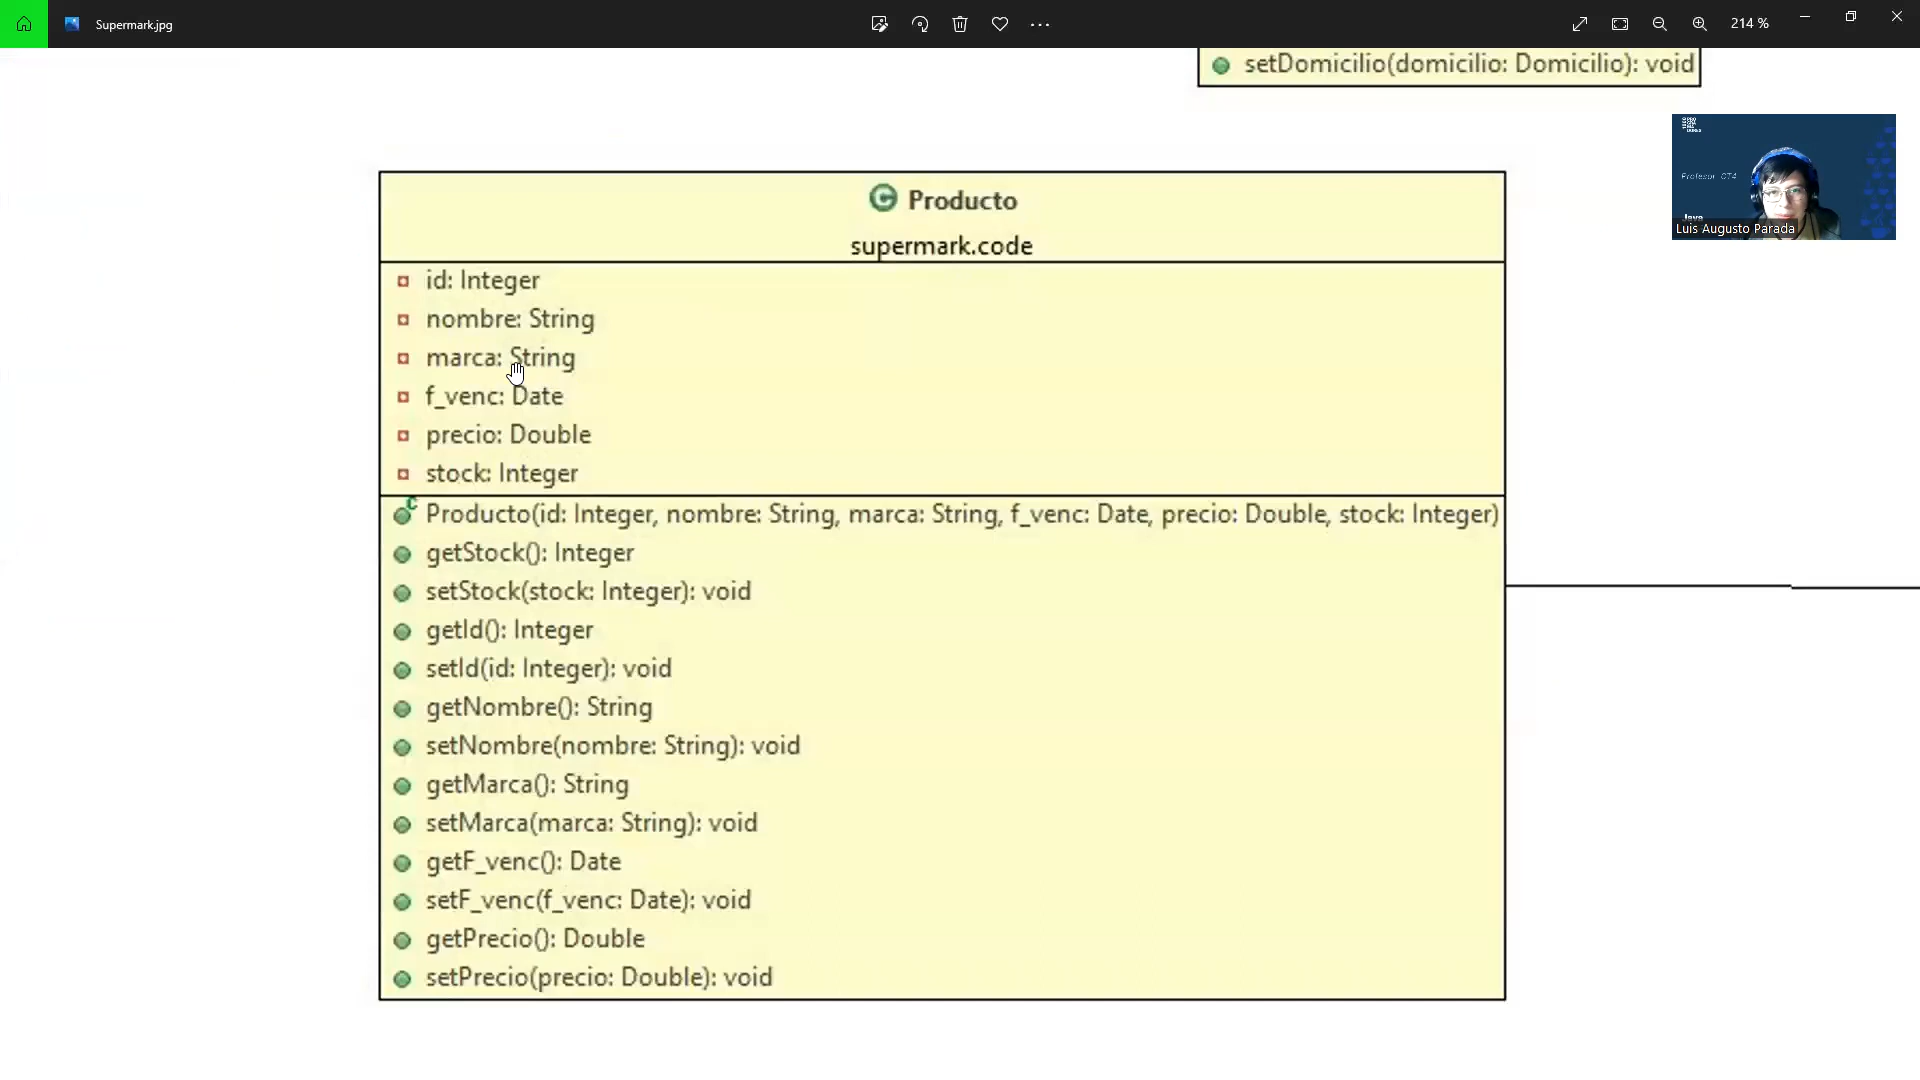 Supermark.jpg
214 %
setDomicilio(domicilio: Domicilio): void
Profesor CT4
Java
Luis Augusto Parada
Producto
supermark.code
id: Integer
nombre: String
marca: String
f_venc: Date
precio: Double
stock: Integer
Producto(id: Integer, nombre: String, marca: String, f_venc: Date, precio: Double, stock: Integer)
getStock(): Integer
setStock(stock: Integer): void
getId(): Integer
setId(id: Integer): void
getNombre(): String
setNombre(nombre: String): void
getMarca(): String
setMarca(marca: String): void
getF_venc(): Date
setF_venc(f_venc: Date): void
getPrecio(): Double
setPrecio(precio: Double): void